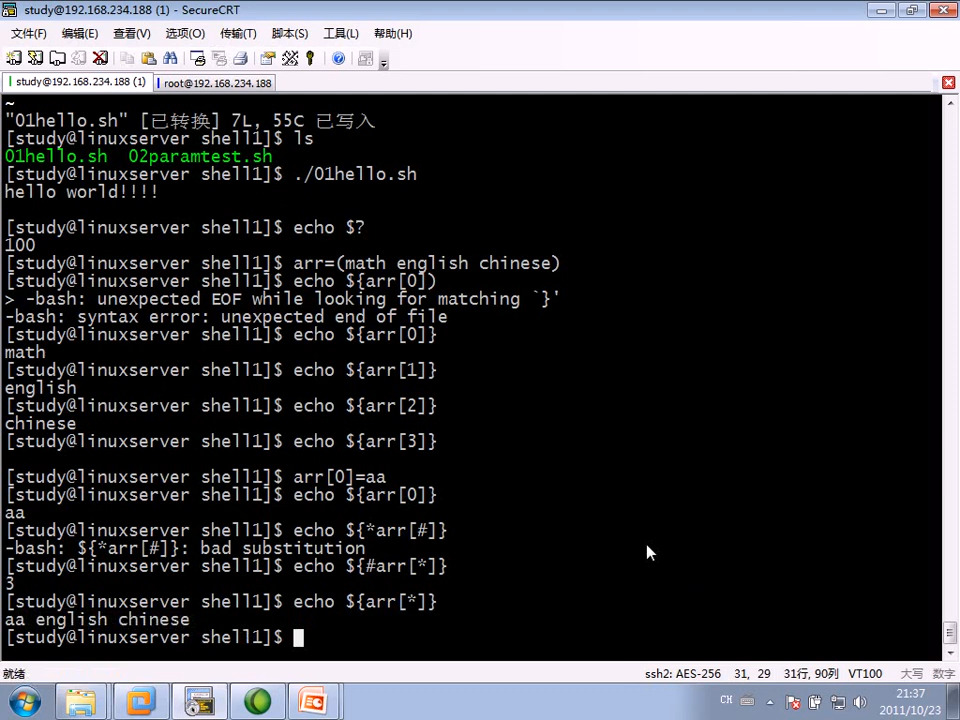 study@192.168.234.188 (1) - SecureCRT
文件(F) 编辑(E) 查看(V) 选项(O) 传输(T) 脚本(S) 工具(L) 帮助(H)
study@192.168.234.188 (1) root@192.168.234.188
~
"01hello.sh" [已转换] 7L, 55C 已写入
[study@linuxserver shell1]$ ls
01hello.sh  02paramtest.sh
[study@linuxserver shell1]$ ./01hello.sh
hello world!!!!
[study@linuxserver shell1]$ echo $?
100
[study@linuxserver shell1]$ arr=(math english chinese)
[study@linuxserver shell1]$ echo ${arr[0])
> -bash: unexpected EOF while looking for matching `}'
-bash: syntax error: unexpected end of file
[study@linuxserver shell1]$ echo ${arr[0]}
math
[study@linuxserver shell1]$ echo ${arr[1]}
english
[study@linuxserver shell1]$ echo ${arr[2]}
chinese
[study@linuxserver shell1]$ echo ${arr[3]}
[study@linuxserver shell1]$ arr[0]=aa
[study@linuxserver shell1]$ echo ${arr[0]}
aa
[study@linuxserver shell1]$ echo ${*arr[#]}
-bash: ${*arr[#]}: bad substitution
[study@linuxserver shell1]$ echo ${#arr[*]}
3
[study@linuxserver shell1]$ echo ${arr[*]}
aa english chinese
[study@linuxserver shell1]$
就绪 ssh2: AES-256 31, 29 31行, 90列 VT100 大写 数字
CH 21:37
2011/10/23